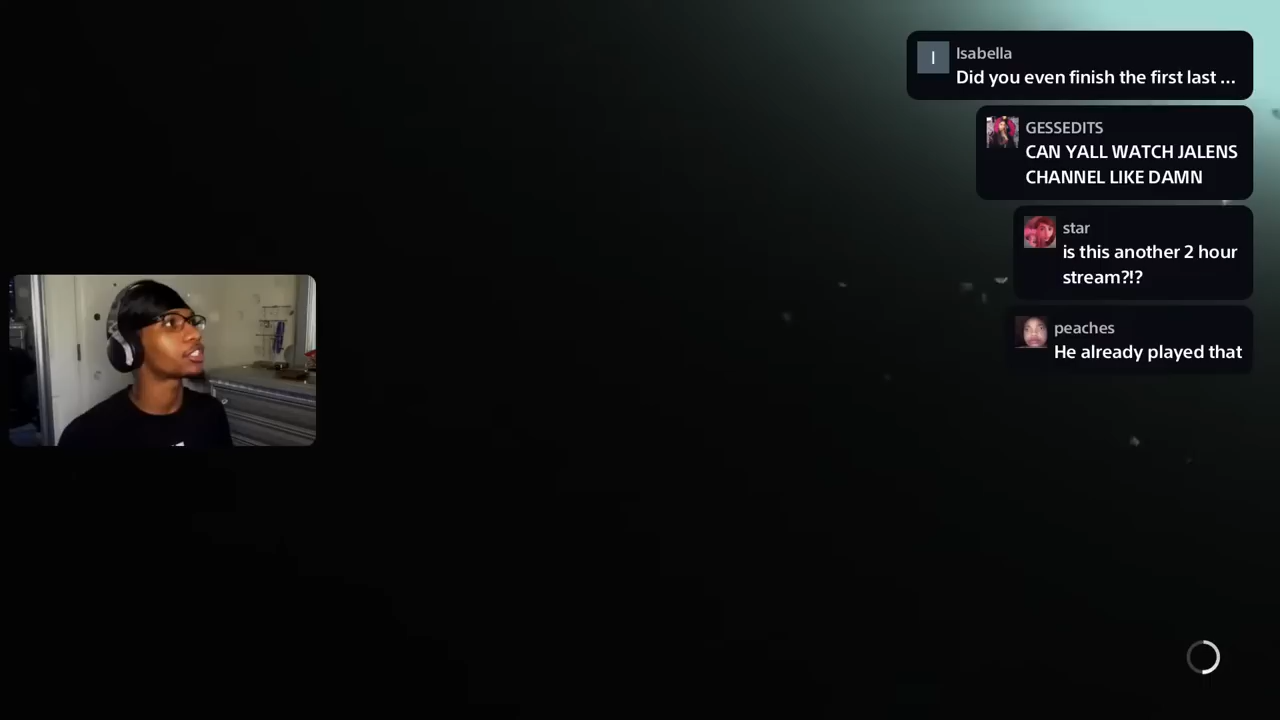 I
Isabella
Did you even finish the first last ...
GESSEDITS
CAN YALL WATCH JALENS
CHANNEL LIKE DAMN
star
is this another 2 hour
stream?!?
peaches
He already played that